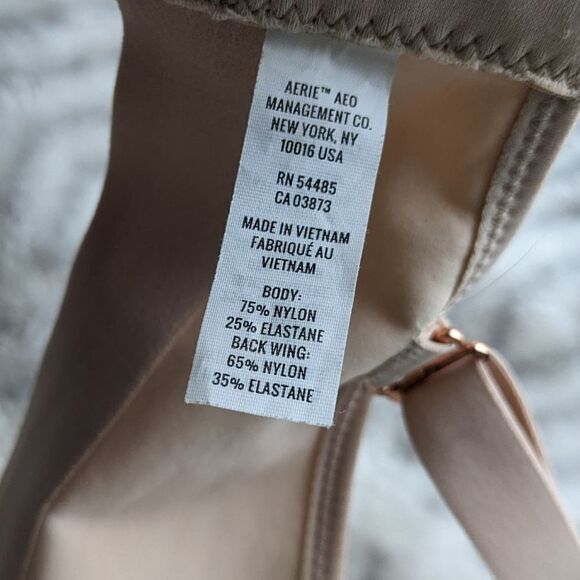 AERIE™ AEO
MANAGEMENT CO.
NEW YORK, NY
10016 USA
RN 54485
CA 03873
MADE IN VIETNAM
FABRIQUÉ AU
VIETNAM
BODY:
75% NYLON
25% ELASTANE
BACK WING:
65% NYLON
35% ELASTANE